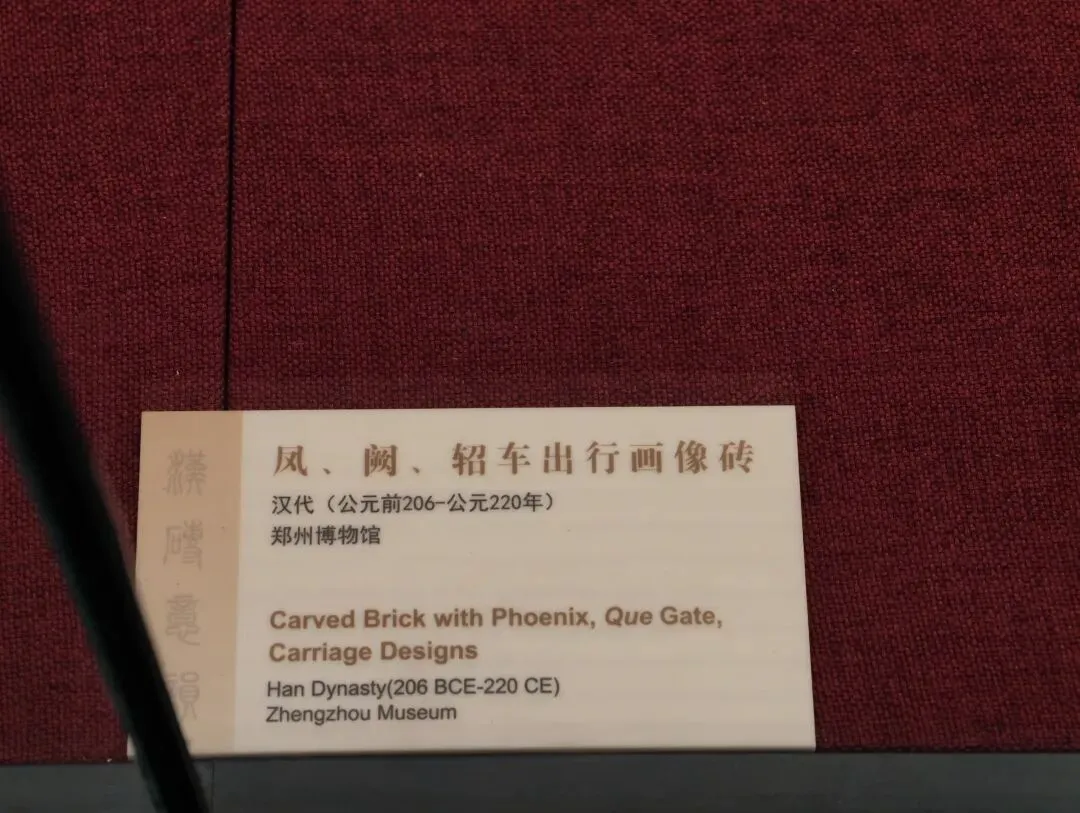 凤、阙、轺车出行画像砖
汉代（公元前206-公元220年）
郑州博物馆
Carved Brick with Phoenix, Que Gate,
Carriage Designs
Han Dynasty(206 BCE-220 CE)
Zhengzhou Museum